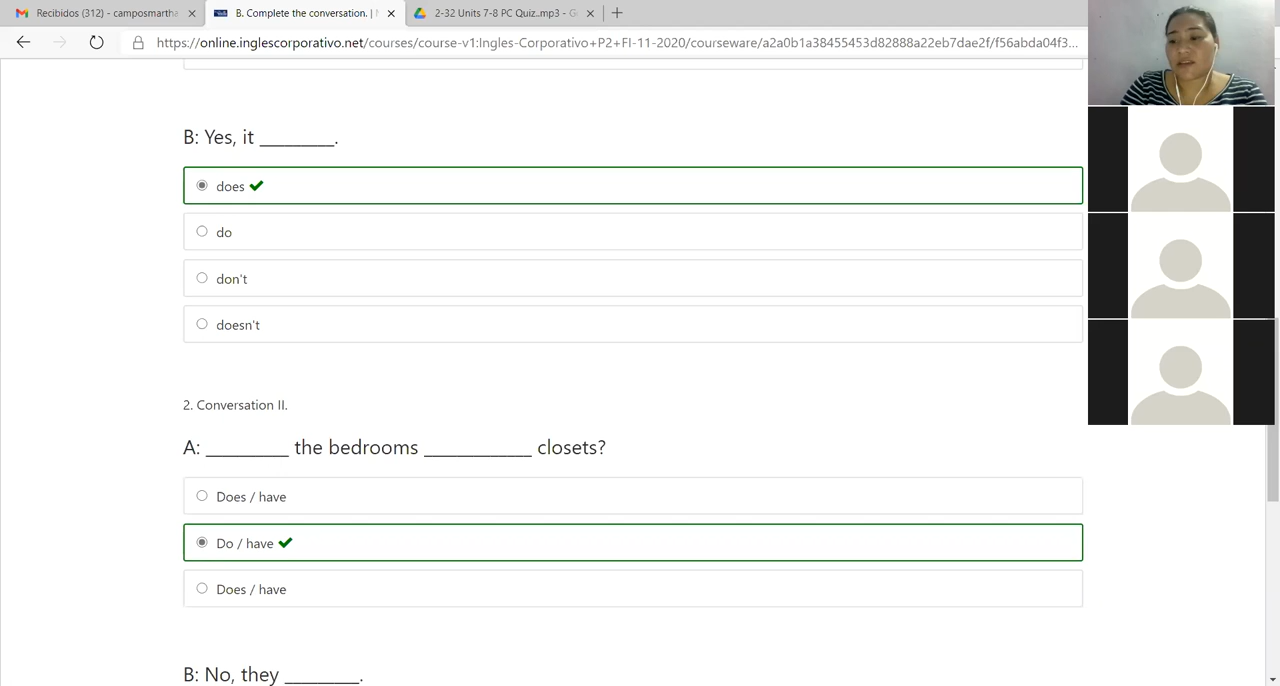 Recibidos (312) - camposmartha
B. Complete the conversation. |
2-32 Units 7-8 PC Quiz..mp3 - G
https://online.inglescorporativo.net/courses/course-v1:Ingles-Corporativo+P2+FI-11-2020/courseware/a2a0b1a38455453d82888a22eb7dae2f/f56abda04f3...
B: Yes, it _________.
does
do
don't
doesn't
2. Conversation II.
A: _________ the bedrooms ____________ closets?
Does / have
Do / have
Does / have
B: No, they _________.